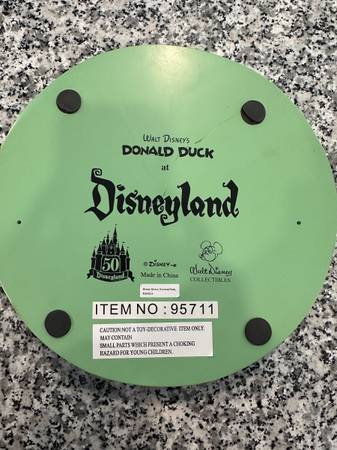 WALT DISNEY'S
DONALD DUCK
at
Disneyland
50
Disneyland
© DISNEY
Made in China
Walt Disney
COLLECTIBLES
ITEM NO : 95711
CAUTION:NOT A TOY-DECORATIVE ITEM ONLY.
MAY CONTAIN
SMALL PARTS WHICH PRESENT A CHOKING
HAZARD FOR YOUNG CHILDREN.